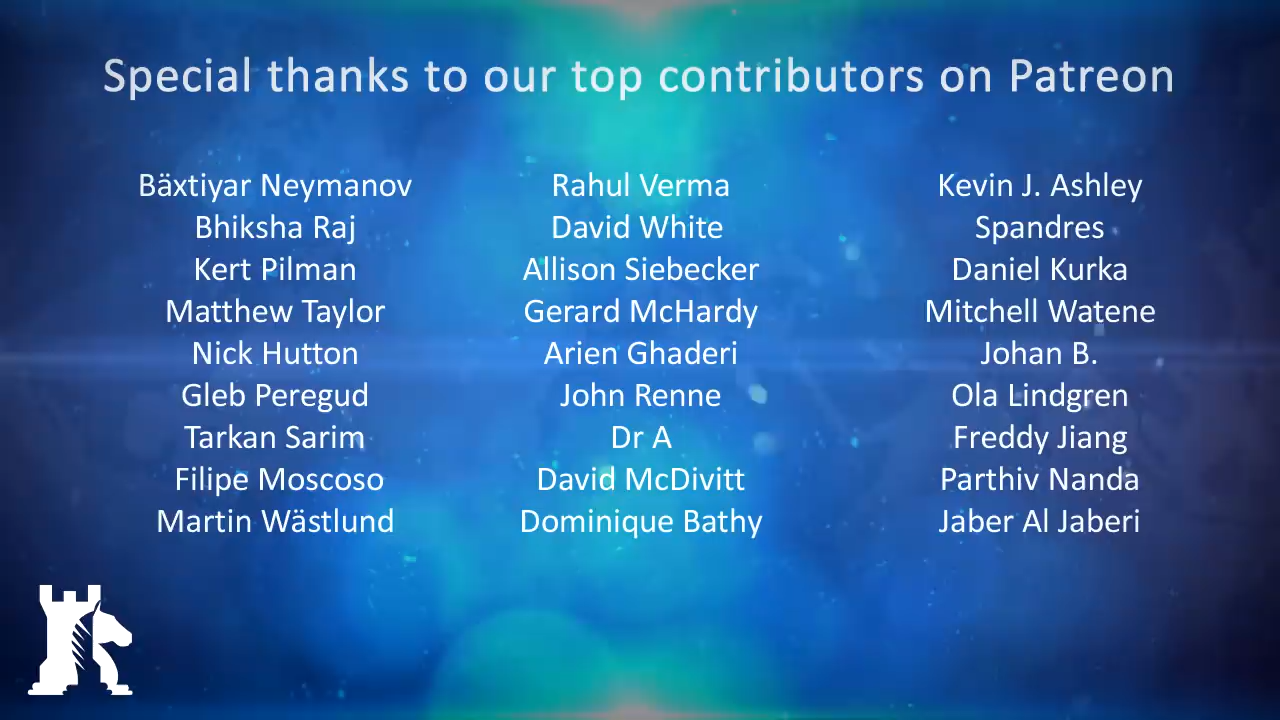 Special thanks to our top contributors on Patreon
Bäxtiyar Neymanov
Bhiksha Raj
Kert Pilman
Matthew Taylor
Nick Hutton
Gleb Peregud
Tarkan Sarim
Filipe Moscoso
Martin Wästlund
Rahul Verma
David White
Allison Siebecker
Gerard McHardy
Arien Ghaderi
John Renne
Dr A
David McDivitt
Dominique Bathy
Kevin J. Ashley
Spandres
Daniel Kurka
Mitchell Watene
Johan B.
Ola Lindgren
Freddy Jiang
Parthiv Nanda
Jaber Al Jaberi